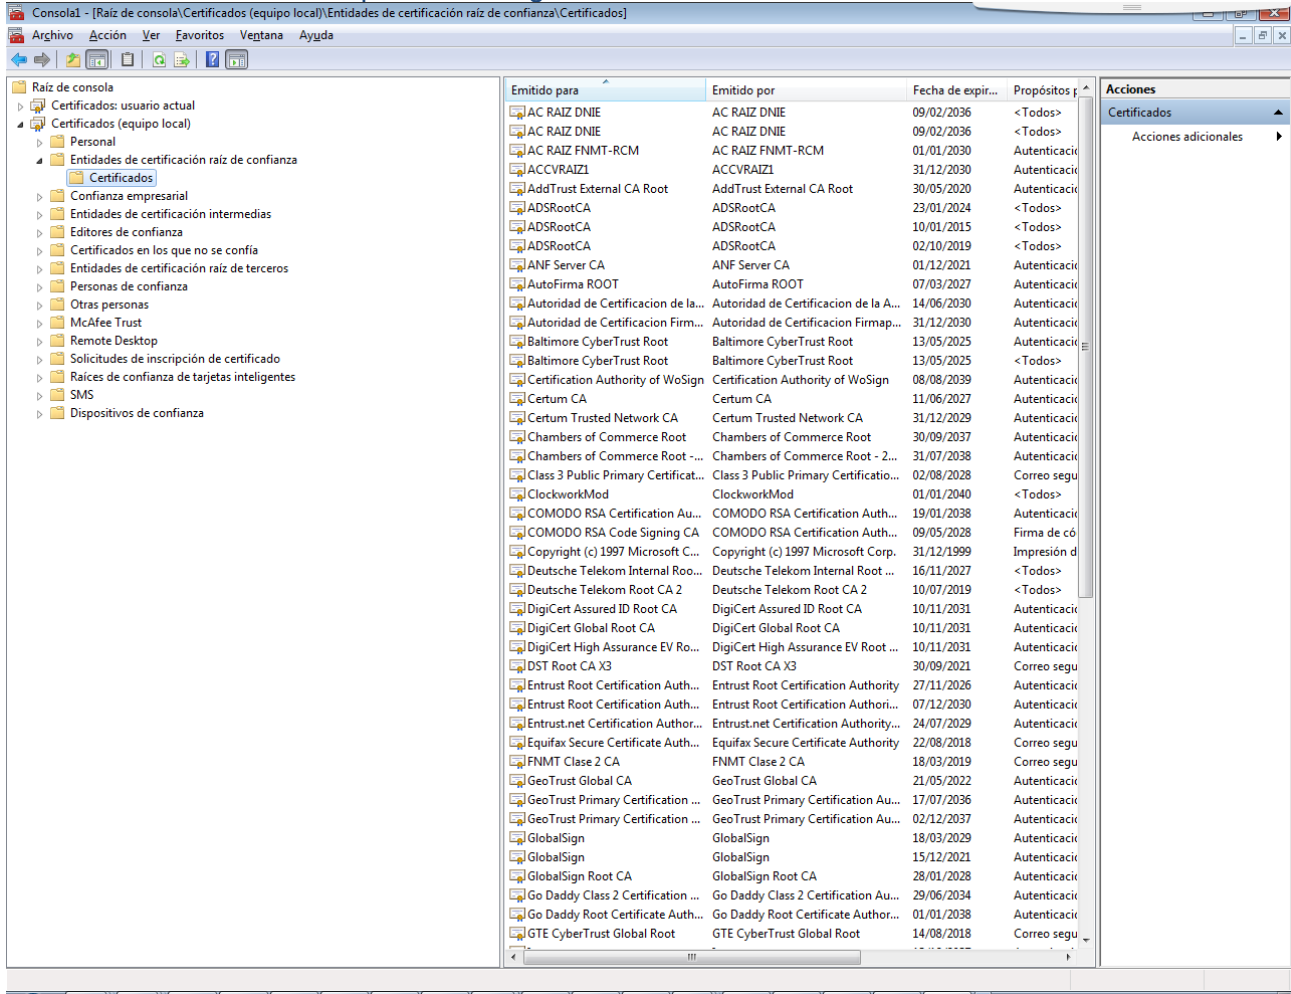 Consola1 - [Raíz de consola\Certificados (equipo local)\Entidades de certificación raíz de confianza\Certificados]
Archivo Acción Ver Favoritos Ventana Ayuda
Raíz de consola
Certificados: usuario actual
Certificados (equipo local)
Personal
Entidades de certificación raíz de confianza
Certificados
Confianza empresarial
Entidades de certificación intermedias
Editores de confianza
Certificados en los que no se confía
Entidades de certificación raíz de terceros
Personas de confianza
Otras personas
McAfee Trust
Remote Desktop
Solicitudes de inscripción de certificado
Raíces de confianza de tarjetas inteligentes
SMS
Dispositivos de confianza
Emitido para Emitido por Fecha de expir... Propósitos p
AC RAIZ DNIE AC RAIZ DNIE 09/02/2036 <Todos>
AC RAIZ DNIE AC RAIZ DNIE 09/02/2036 <Todos>
AC RAIZ FNMT-RCM AC RAIZ FNMT-RCM 01/01/2030 Autenticació
ACCVRAIZ1 ACCVRAIZ1 31/12/2030 Autenticació
AddTrust External CA Root AddTrust External CA Root 30/05/2020 Autenticació
ADSRootCA ADSRootCA 23/01/2024 <Todos>
ADSRootCA ADSRootCA 10/01/2015 <Todos>
ADSRootCA ADSRootCA 02/10/2019 <Todos>
ANF Server CA ANF Server CA 01/12/2021 Autenticació
AutoFirma ROOT AutoFirma ROOT 07/03/2027 Autenticació
Autoridad de Certificacion de la... Autoridad de Certificacion de la A... 14/06/2030 Autenticació
Autoridad de Certificacion Firm... Autoridad de Certificacion Firmap... 31/12/2030 Autenticació
Baltimore CyberTrust Root Baltimore CyberTrust Root 13/05/2025 Autenticació
Baltimore CyberTrust Root Baltimore CyberTrust Root 13/05/2025 <Todos>
Certification Authority of WoSign Certification Authority of WoSign 08/08/2039 Autenticació
Certum CA Certum CA 11/06/2027 Autenticació
Certum Trusted Network CA Certum Trusted Network CA 31/12/2029 Autenticació
Chambers of Commerce Root Chambers of Commerce Root 30/09/2037 Autenticació
Chambers of Commerce Root -... Chambers of Commerce Root - 2... 31/07/2038 Autenticació
Class 3 Public Primary Certificat... Class 3 Public Primary Certificatio... 02/08/2028 Correo segu
ClockworkMod ClockworkMod 01/01/2040 <Todos>
COMODO RSA Certification Au... COMODO RSA Certification Auth... 19/01/2038 Autenticació
COMODO RSA Code Signing CA COMODO RSA Certification Auth... 09/05/2028 Firma de có
Copyright (c) 1997 Microsoft C... Copyright (c) 1997 Microsoft Corp. 31/12/1999 Impresión d
Deutsche Telekom Internal Roo... Deutsche Telekom Internal Root ... 16/11/2027 <Todos>
Deutsche Telekom Root CA 2 Deutsche Telekom Root CA 2 10/07/2019 <Todos>
DigiCert Assured ID Root CA DigiCert Assured ID Root CA 10/11/2031 Autenticació
DigiCert Global Root CA DigiCert Global Root CA 10/11/2031 Autenticació
DigiCert High Assurance EV Ro... DigiCert High Assurance EV Root ... 10/11/2031 Autenticació
DST Root CA X3 DST Root CA X3 30/09/2021 Correo segu
Entrust Root Certification Auth... Entrust Root Certification Authority 27/11/2026 Autenticació
Entrust Root Certification Auth... Entrust Root Certification Authori... 07/12/2030 Autenticació
Entrust.net Certification Author... Entrust.net Certification Authority... 24/07/2029 Autenticació
Equifax Secure Certificate Auth... Equifax Secure Certificate Authority 22/08/2018 Correo segu
FNMT Clase 2 CA FNMT Clase 2 CA 18/03/2019 Correo segu
GeoTrust Global CA GeoTrust Global CA 21/05/2022 Autenticació
GeoTrust Primary Certification ... GeoTrust Primary Certification Au... 17/07/2036 Autenticació
GeoTrust Primary Certification ... GeoTrust Primary Certification Au... 02/12/2037 Autenticació
GlobalSign GlobalSign 18/03/2029 Autenticació
GlobalSign GlobalSign 15/12/2021 Autenticació
GlobalSign Root CA GlobalSign Root CA 28/01/2028 Autenticació
Go Daddy Class 2 Certification ... Go Daddy Class 2 Certification Au... 29/06/2034 Autenticació
Go Daddy Root Certificate Auth... Go Daddy Root Certificate Author... 01/01/2038 Autenticació
GTE CyberTrust Global Root GTE CyberTrust Global Root 14/08/2018 Correo segu
Acciones
Certificados
Acciones adicionales